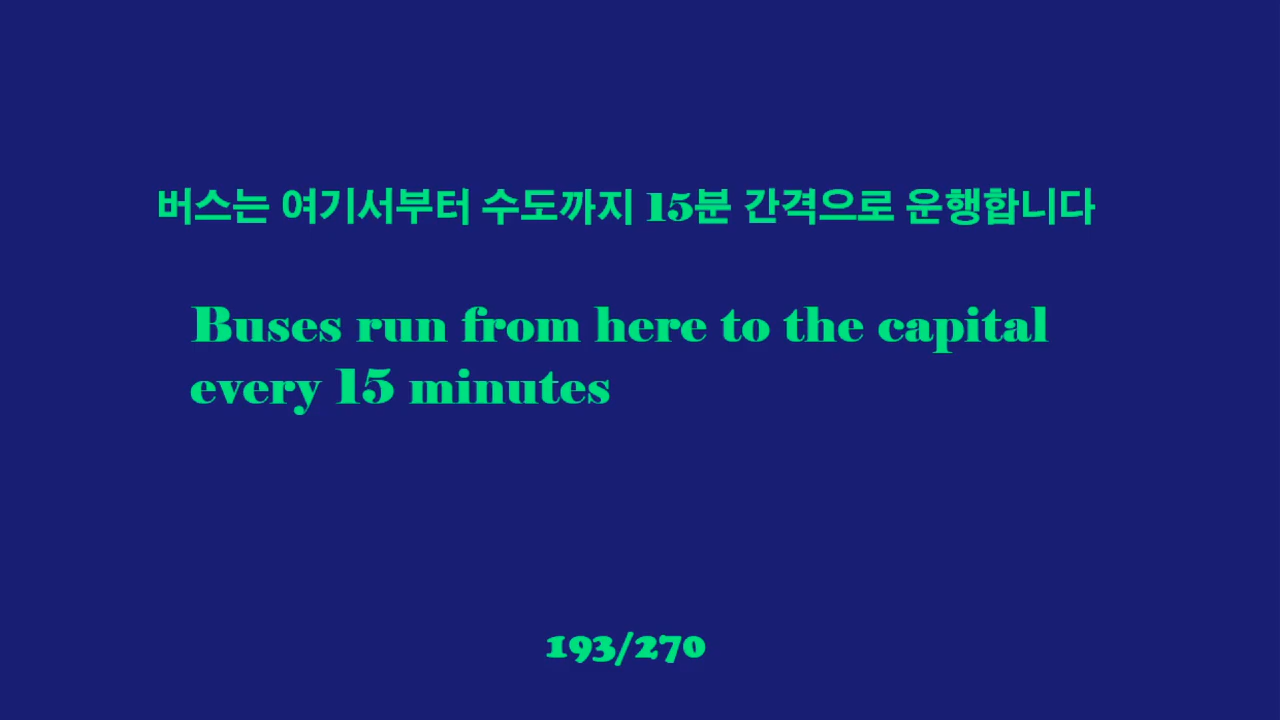 버스는 여기서부터 수도까지 15분 간격으로 운행합니다
Buses run from here to the capital
every 15 minutes
193/270